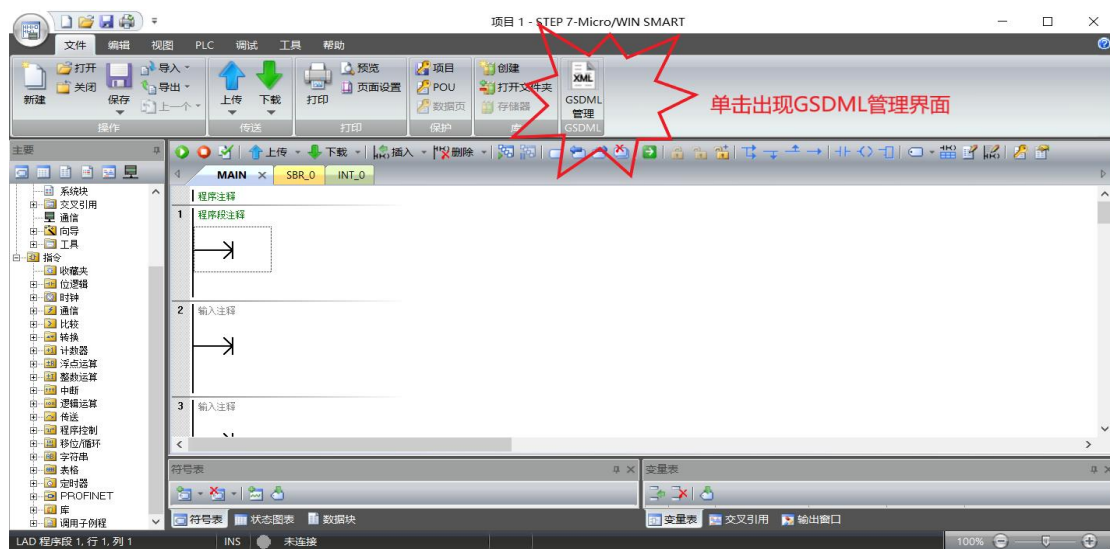 项目 1 - STEP 7-Micro/WIN SMART
文件 编辑 视图 PLC 调试 工具 帮助
新建 打开 关闭 保存 导入 导出 上一个
操作
上传 下载
传送
打印 预览 页面设置
打印
项目 POU 数据页
保护
创建 打开文件夹 存储器
库
XML
GSDML
管理
GSDML
单击出现GSDML管理界面
主要
上传 下载 插入 删除
MAIN SBR_0 INT_0
系统块
交叉引用
通信
向导
工具
指令
收藏夹
位逻辑
时钟
通信
比较
转换
计数器
浮点运算
整数运算
中断
逻辑运算
传送
程序控制
移位/循环
字符串
表格
定时器
PROFINET
库
调用子例程
程序注释
1 程序段注释
2 输入注释
3 输入注释
符号表
变量表
符号表 状态图表 数据块
变量表 交叉引用 输出窗口
LAD 程序段 1, 行 1, 列 1 INS 未连接 100%